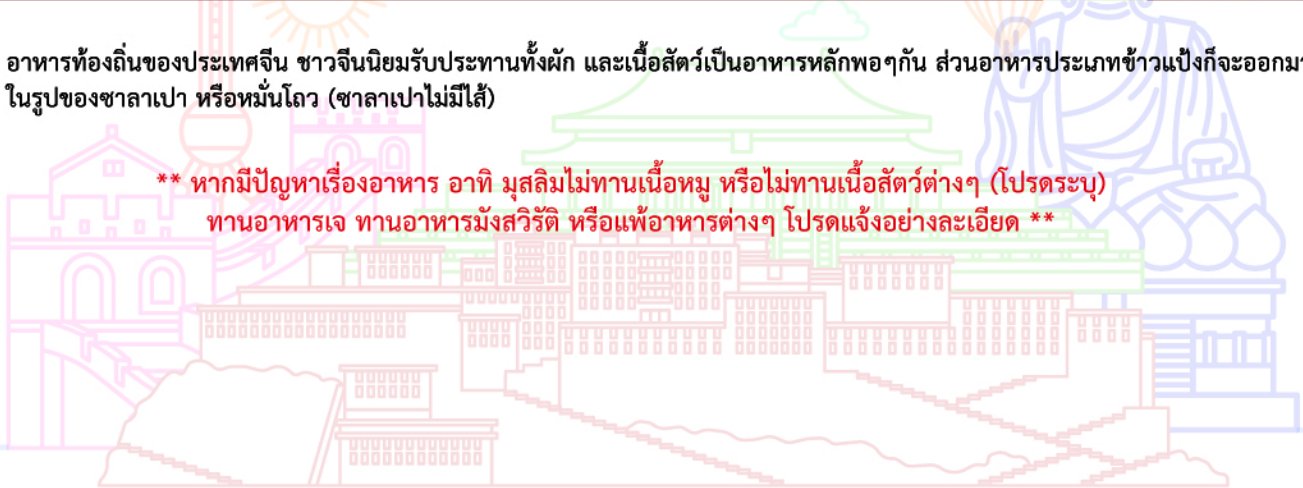 อาหารท้องถิ่นของประเทศจีน ชาวจีนนิยมรับประทานทั้งผัก และเนื้อสัตว์เป็นอาหารหลักพอๆกัน ส่วนอาหารประเภทข้าวแป้งก็จะออกมา
ในรูปของซาลาเปา หรือหมั่นโถว (ซาลาเปาไม่มีไส้)
** หากมีปัญหาเรื่องอาหาร อาทิ มุสลิมไม่ทานเนื้อหมู หรือไม่ทานเนื้อสัตว์ต่างๆ (โปรดระบุ)
ทานอาหารเจ ทานอาหารมังสวิรัติ หรือแพ้อาหารต่างๆ โปรดแจ้งอย่างละเอียด **